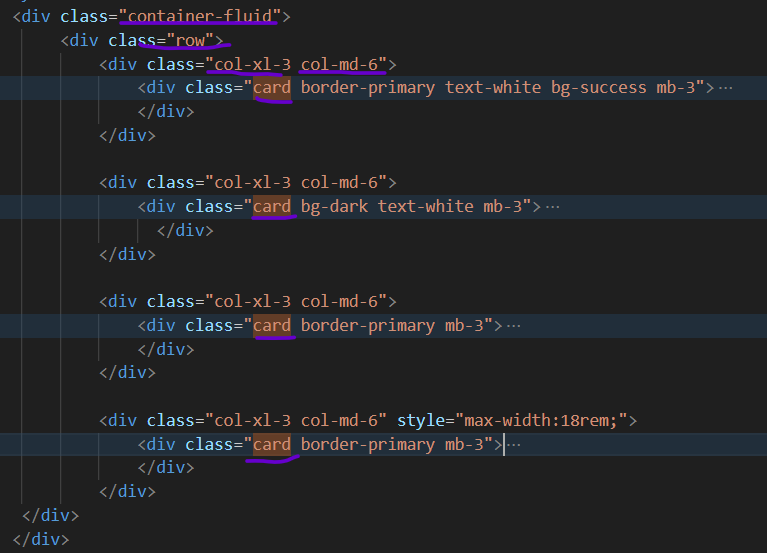 <div class="container-fluid">
<div class="row">
<div class="col-xl-3 col-md-6">
<div class="card border-primary text-white bg-success mb-3">…
</div>
</div>
<div class="col-xl-3 col-md-6">
<div class="card bg-dark text-white mb-3">…
</div>
</div>
<div class="col-xl-3 col-md-6">
<div class="card border-primary mb-3">…
</div>
</div>
<div class="col-xl-3 col-md-6" style="max-width:18rem;">
<div class="card border-primary mb-3">…
</div>
</div>
</div>
</div>